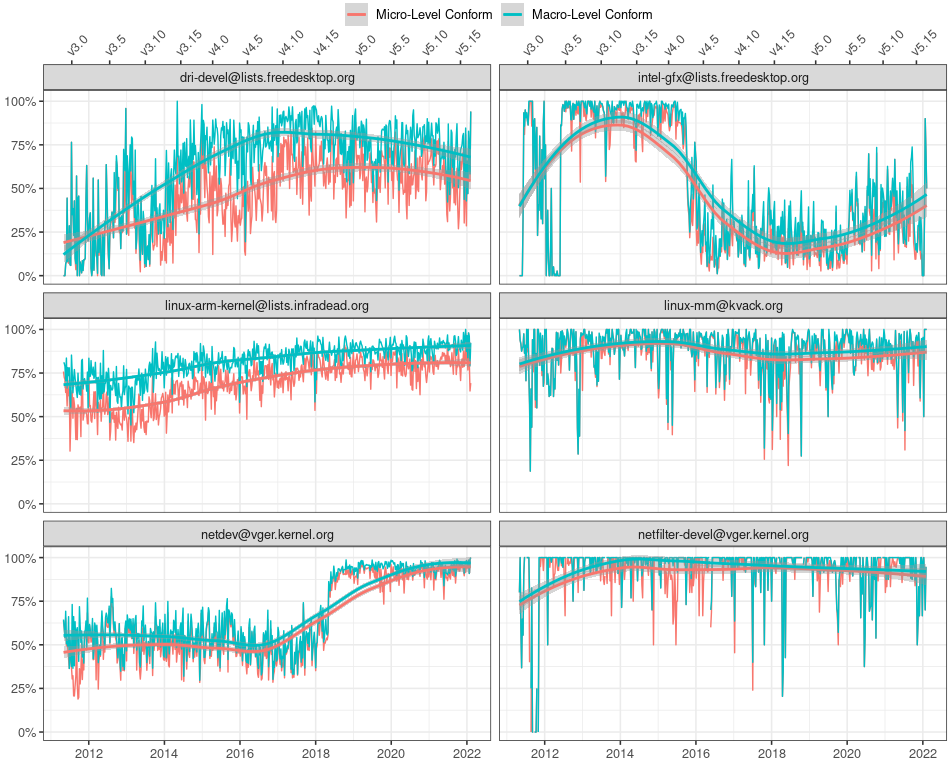 Micro-Level Conform Macro-Level Conform
v3.0 v3.5 v3.10 v3.15 v4.0 v4.5 v4.10 v4.15 v5.0 v5.5 v5.10 v5.15 v3.0 v3.5 v3.10 v3.15 v4.0 v4.5 v4.10 v4.15 v5.0 v5.5 v5.10 v5.15
dri-devel@lists.freedesktop.org intel-gfx@lists.freedesktop.org
100%
75%
50%
25%
0%
linux-arm-kernel@lists.infradead.org linux-mm@kvack.org
100%
75%
50%
25%
0%
netdev@vger.kernel.org netfilter-devel@vger.kernel.org
100%
75%
50%
25%
0%
2012 2014 2016 2018 2020 2022 2012 2014 2016 2018 2020 2022